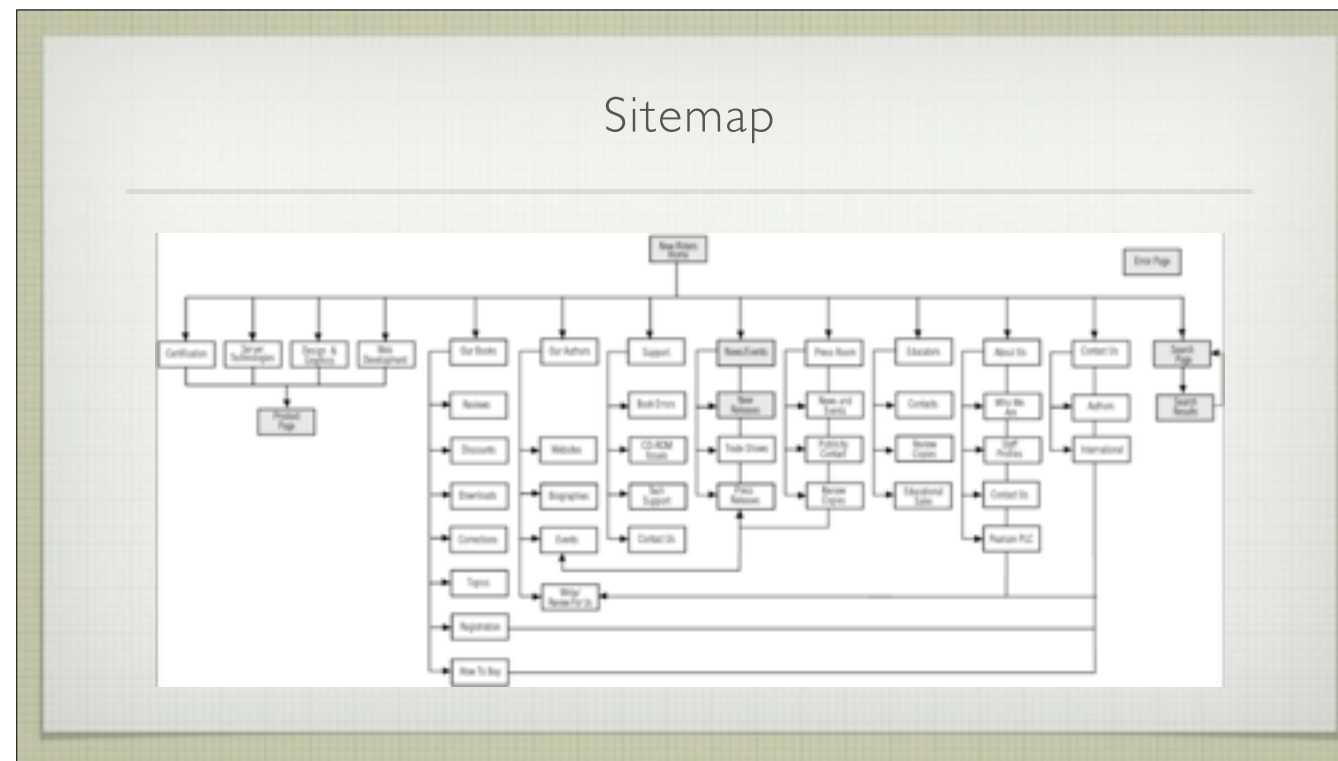 Sitemap
New Riders
Home
Error Page
Certification
Server
Technologies
Design &
Graphics
Web
Development
Our Books
Our Authors
Support
News/Events
Press Room
Educators
About Us
Contact Us
Search
Page
Product
Page
Reviews
Book Errors
New
Releases
News and
Events
Contacts
Who We
Are
Authors
Search
Results
Discounts
Websites
CD-ROM
Issues
Trade Shows
Publicity
Contact
Review
Copies
Staff
Profiles
International
Downloads
Biographies
Tech
Support
Press
Releases
Review
Copies
Educational
Sales
Contact Us
Corrections
Events
Contact Us
Pearson PLC
Topics
Write/
Review For Us
Registration
How To Buy